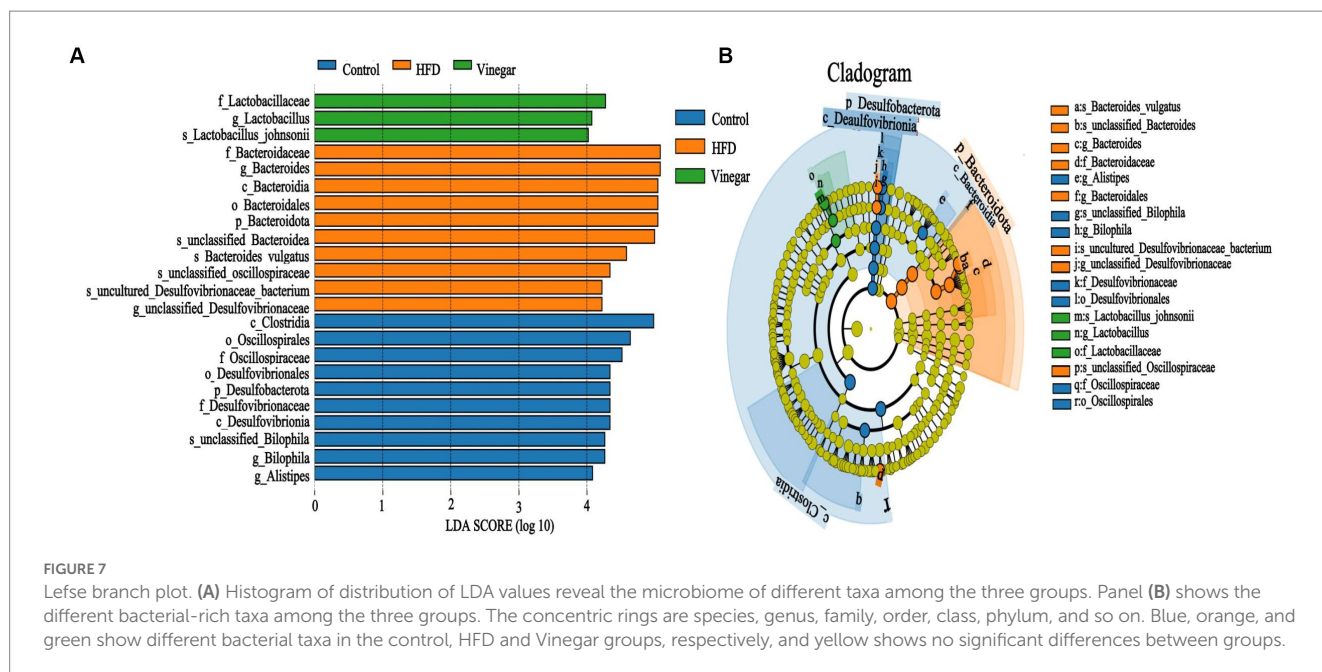 A
Control HFD Vinegar
f_Lactobacillaceae
g_Lactobacillus
s_Lactobacillus_johnsonii
f_Bacteroidaceae
g_Bacteroides
c_Bacteroidia
o_Bacteroidales
p_Bacteroidota
s_unclassified_Bacteroidea
s_Bacteroides_vulgatus
s_unclassified_oscillospiraceae
s_uncultured_Desulfovibrionaceae_bacterium
g_unclassified_Desulfovibrionaceae
c_Clostridia
o_Oscillospirales
f_Oscillospiraceae
o_Desulfovibrionales
p_Desulfobacterota
f_Desulfovibrionaceae
c_Desulfovibrionia
s_unclassified_Bilophila
g_Bilophila
g_Alistipes
0 1 2 3 4
LDA SCORE (log 10)
B
Cladogram
Control
HFD
Vinegar
p_Desulfobacterota
c_Deaulfovibrionia
l
k
j
h
i
g
o
n
m
e
f
p_Bacteroidota
c_Bacteroidia
d
c
b
a
c_Clostridia
b
p
r
a:s_Bacteroides_vulgatus
b:s_unclassified_Bacteroides
c:g_Bacteroides
d:f_Bacteroidaceae
e:g_Alistipes
f:g_Bacteroidales
g:s_unclassified_Bilophila
h:g_Bilophila
i:s_uncultured_Desulfovibrionaceae_bacterium
j:g_unclassified_Desulfovibrionaceae
k:f_Desulfovibrionaceae
l:o_Desulfovibrionales
m:s_Lactobacillus_johnsonii
n:g_Lactobacillus
o:f_Lactobacillaceae
p:s_unclassified_Oscillospiraceae
q:f_Oscillospiraceae
r:o_Oscillospirales
FIGURE 7
Lefse branch plot. (A) Histogram of distribution of LDA values reveal the microbiome of different taxa among the three groups. Panel (B) shows the
different bacterial-rich taxa among the three groups. The concentric rings are species, genus, family, order, class, phylum, and so on. Blue, orange, and
green show different bacterial taxa in the control, HFD and Vinegar groups, respectively, and yellow shows no significant differences between groups.